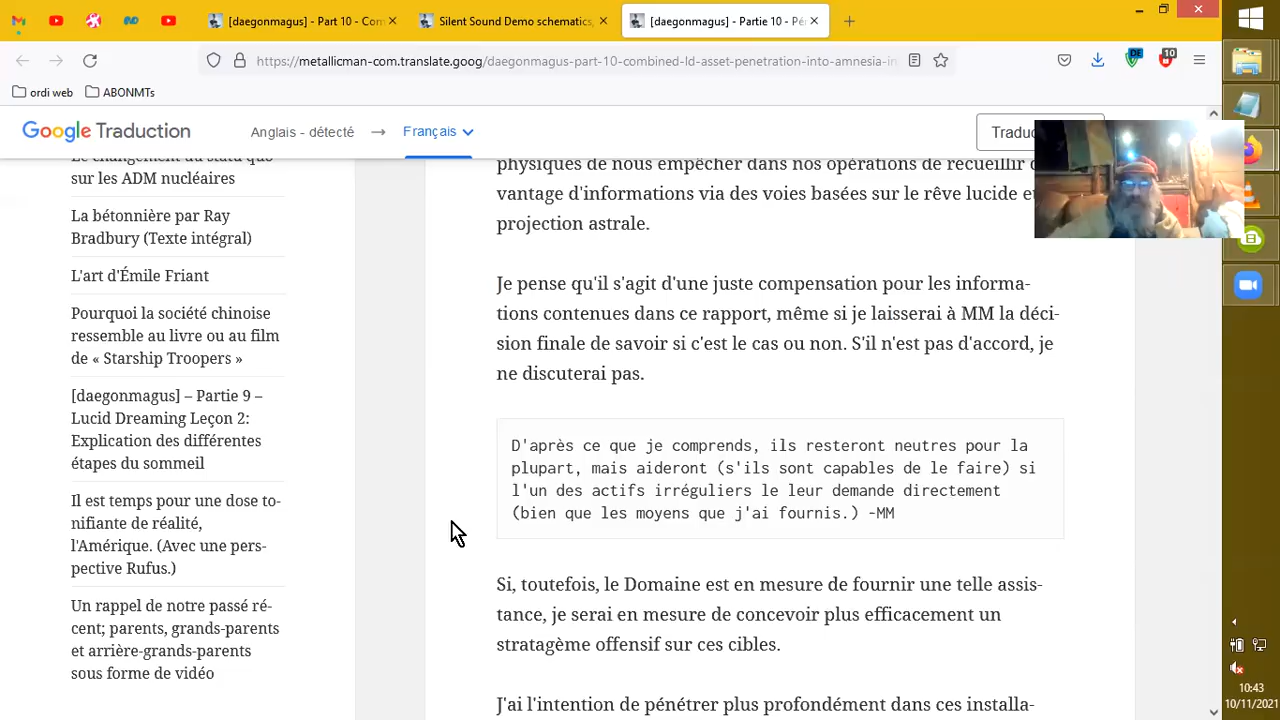 [daegonmagus] - Part 10 - Con
Silent Sound Demo schematics,
[daegonmagus] - Partie 10 - Pé
https://metallicman-com.translate.goog/daegonmagus-part-10-combined-ld-asset-penetration-into-amnesia-in
DE
10
ordi web
ABONMTs
Google Traduction
Anglais - détecté
Français
Traduc
sur les ADM nucléaires
La bétonnière par Ray
Bradbury (Texte intégral)
L'art d'Émile Friant
Pourquoi la société chinoise
ressemble au livre ou au film
de « Starship Troopers »
[daegonmagus] – Partie 9 –
Lucid Dreaming Leçon 2:
Explication des différentes
étapes du sommeil
Il est temps pour une dose to-
nifiante de réalité,
l'Amérique. (Avec une pers-
pective Rufus.)
Un rappel de notre passé ré-
cent; parents, grands-parents
et arrière-grands-parents
sous forme de vidéo
physiques de nous empêcher dans nos opérations de recueillir
vantage d'informations via des voies basées sur le rêve lucide
projection astrale.
Je pense qu'il s'agit d'une juste compensation pour les informa-
tions contenues dans ce rapport, même si je laisserai à MM la déci-
sion finale de savoir si c'est le cas ou non. S'il n'est pas d'accord, je
ne discuterai pas.
D'après ce que je comprends, ils resteront neutres pour la
plupart, mais aideront (s'ils sont capables de le faire) si
l'un des actifs irréguliers le leur demande directement
(bien que les moyens que j'ai fournis.) -MM
Si, toutefois, le Domaine est en mesure de fournir une telle assis-
tance, je serai en mesure de concevoir plus efficacement un
stratagème offensif sur ces cibles.
J'ai l'intention de pénétrer plus profondément dans ces installa-
10:43
10/11/2021